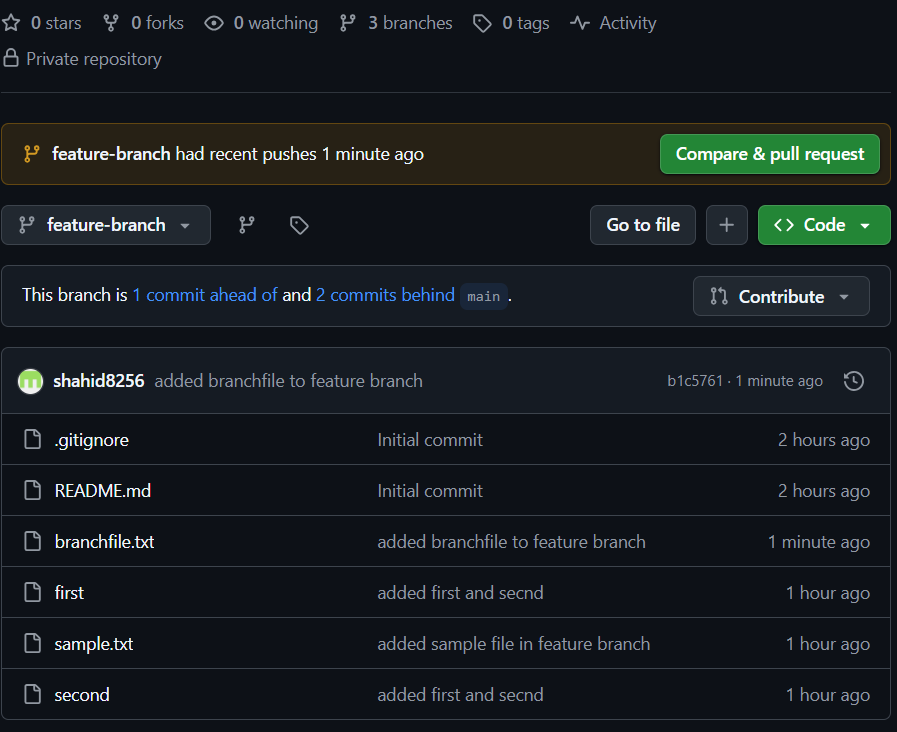 0 stars 0 forks 0 watching 3 branches 0 tags Activity
Private repository
feature-branch had recent pushes 1 minute ago Compare & pull request
feature-branch Go to file Code
This branch is 1 commit ahead of and 2 commits behind main . Contribute
shahid8256 added branchfile to feature branch b1c5761 · 1 minute ago
.gitignore Initial commit 2 hours ago
README.md Initial commit 2 hours ago
branchfile.txt added branchfile to feature branch 1 minute ago
first added first and secnd 1 hour ago
sample.txt added sample file in feature branch 1 hour ago
second added first and secnd 1 hour ago